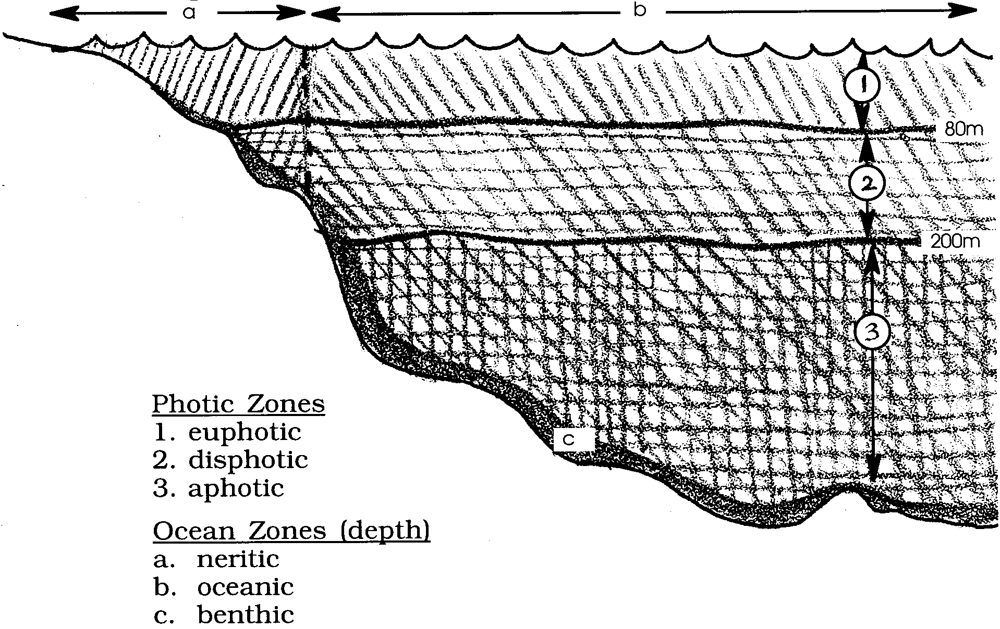 a
b
1
80m
2
200m
3
c
Photic Zones
1. euphotic
2. disphotic
3. aphotic
Ocean Zones (depth)
a. neritic
b. oceanic
c. benthic